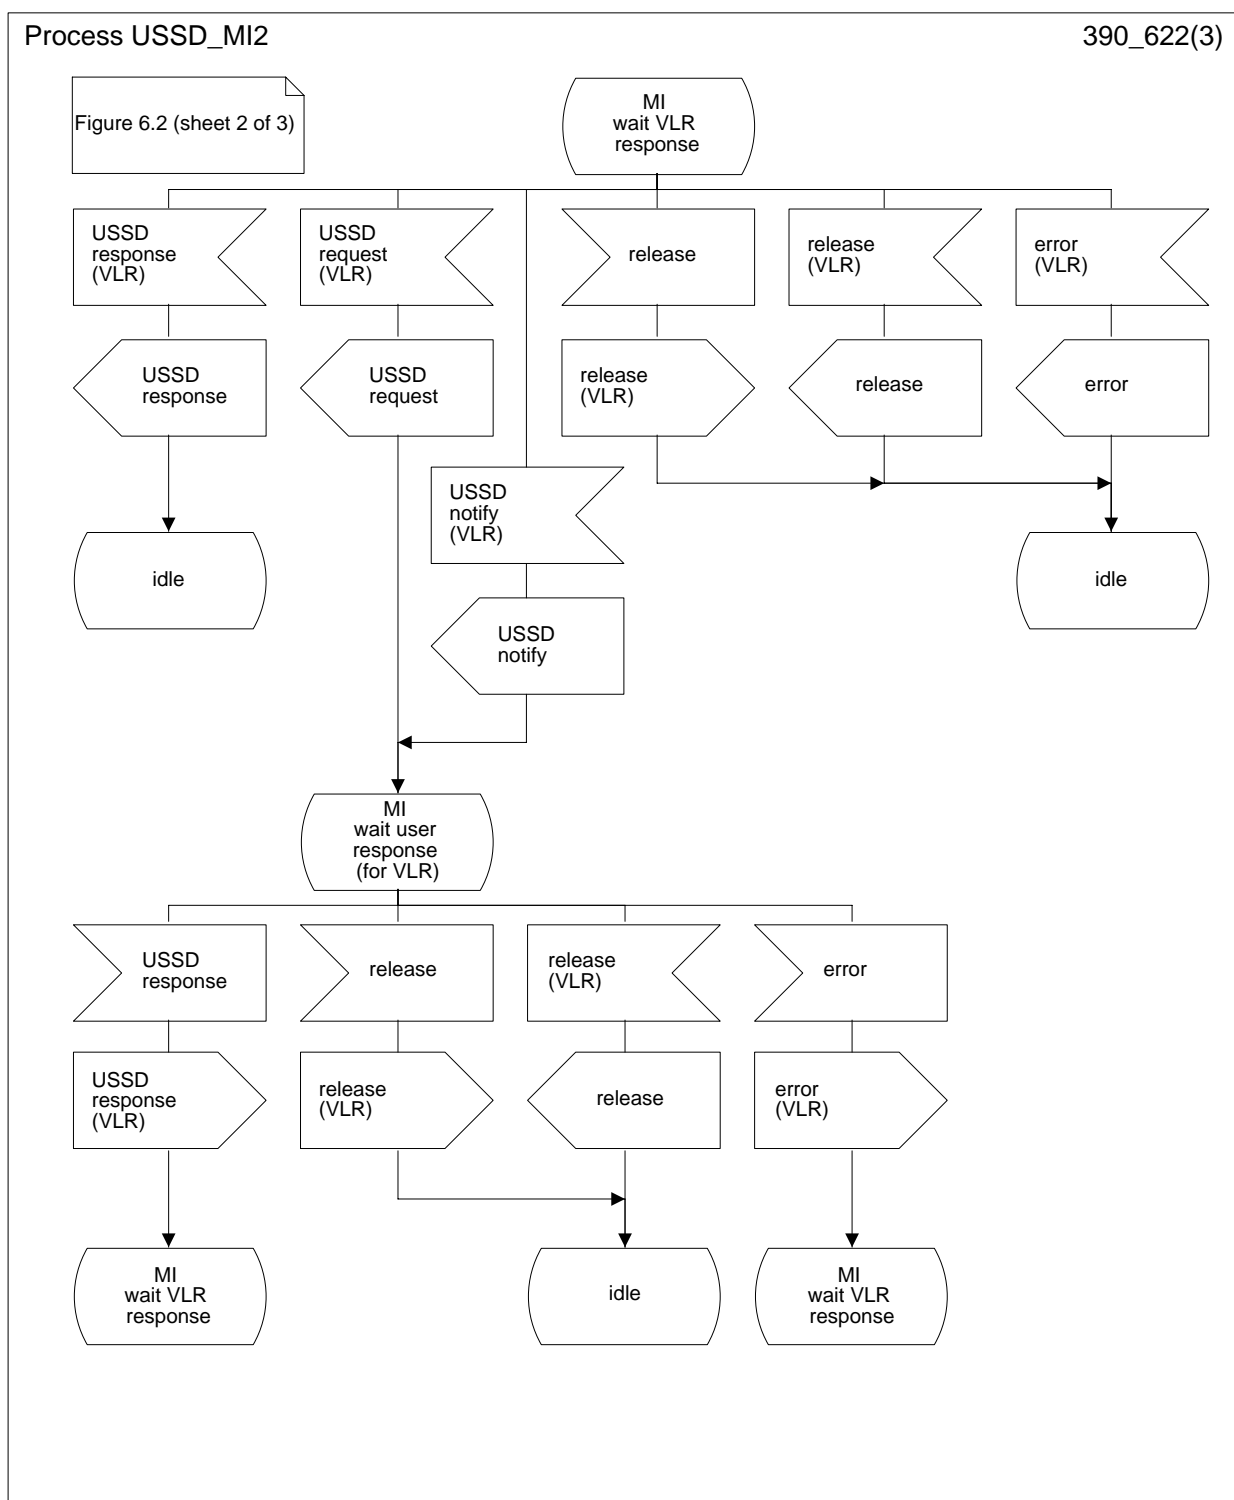 Process USSD_MI2
390_622(3)
Figure 6.2 (sheet 2 of 3)
MI
wait VLR
response
USSD
response
(VLR)
USSD
request
(VLR)
release
release
(VLR)
error
(VLR)
USSD
response
USSD
request
release
(VLR)
release
error
USSD
notify
(VLR)
idle
idle
USSD
notify
MI
wait user
response
(for VLR)
USSD
response
release
release
(VLR)
error
USSD
response
(VLR)
release
(VLR)
release
error
(VLR)
MI
wait VLR
response
idle
MI
wait VLR
response